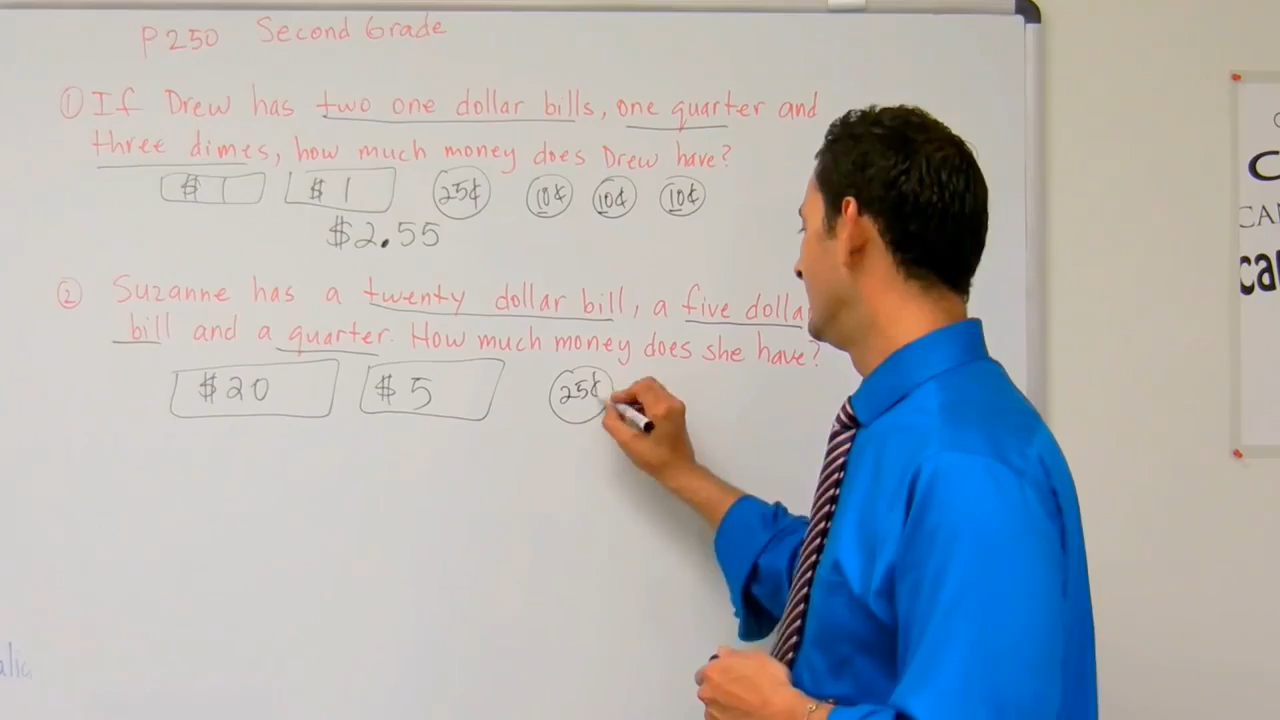 P250 Second Grade
① If Drew has two one dollar bills, one quarter and
three dimes, how much money does Drew have?
$ 1 $ 1 25¢ 10¢ 10¢ 10¢
$2.55
② Suzanne has a twenty dollar bill, a five
bill and a quarter. How much money does she have?
$20 $5 25¢